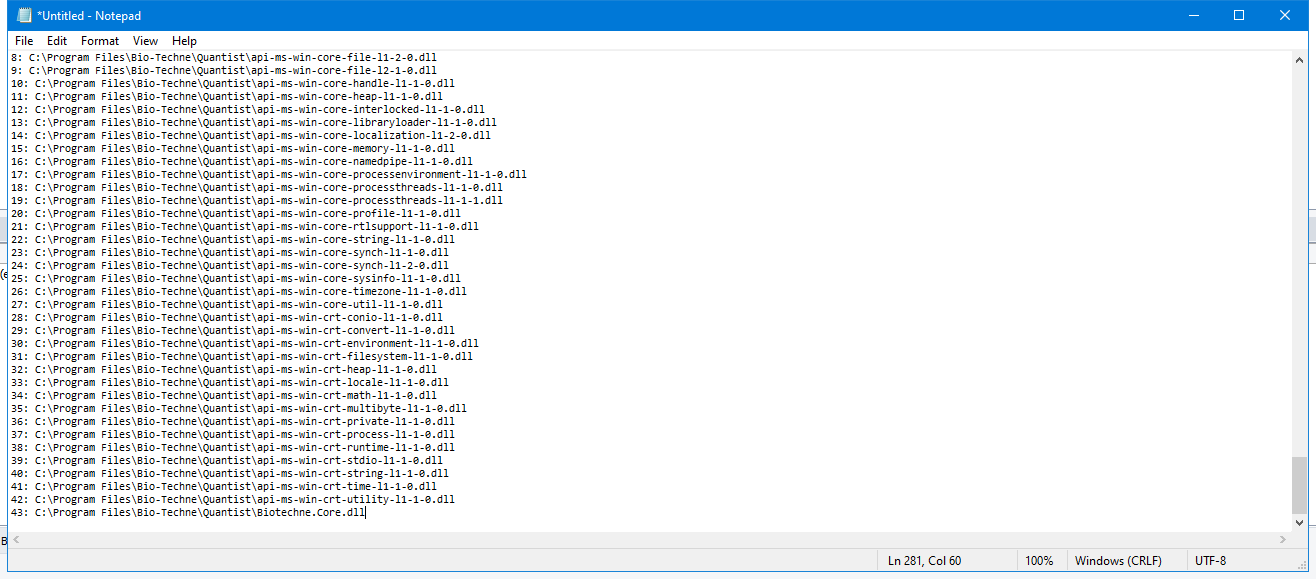 *Untitled - Notepad
File Edit Format View Help
8: C:\Program Files\Bio-Techne\Quantist\api-ms-win-core-file-l1-2-0.dll
9: C:\Program Files\Bio-Techne\Quantist\api-ms-win-core-file-l2-1-0.dll
10: C:\Program Files\Bio-Techne\Quantist\api-ms-win-core-handle-l1-1-0.dll
11: C:\Program Files\Bio-Techne\Quantist\api-ms-win-core-heap-l1-1-0.dll
12: C:\Program Files\Bio-Techne\Quantist\api-ms-win-core-interlocked-l1-1-0.dll
13: C:\Program Files\Bio-Techne\Quantist\api-ms-win-core-libraryloader-l1-1-0.dll
14: C:\Program Files\Bio-Techne\Quantist\api-ms-win-core-localization-l1-2-0.dll
15: C:\Program Files\Bio-Techne\Quantist\api-ms-win-core-memory-l1-1-0.dll
16: C:\Program Files\Bio-Techne\Quantist\api-ms-win-core-namedpipe-l1-1-0.dll
17: C:\Program Files\Bio-Techne\Quantist\api-ms-win-core-processenvironment-l1-1-0.dll
18: C:\Program Files\Bio-Techne\Quantist\api-ms-win-core-processthreads-l1-1-0.dll
19: C:\Program Files\Bio-Techne\Quantist\api-ms-win-core-processthreads-l1-1-1.dll
20: C:\Program Files\Bio-Techne\Quantist\api-ms-win-core-profile-l1-1-0.dll
21: C:\Program Files\Bio-Techne\Quantist\api-ms-win-core-rtlsupport-l1-1-0.dll
22: C:\Program Files\Bio-Techne\Quantist\api-ms-win-core-string-l1-1-0.dll
23: C:\Program Files\Bio-Techne\Quantist\api-ms-win-core-synch-l1-1-0.dll
24: C:\Program Files\Bio-Techne\Quantist\api-ms-win-core-synch-l1-2-0.dll
25: C:\Program Files\Bio-Techne\Quantist\api-ms-win-core-sysinfo-l1-1-0.dll
26: C:\Program Files\Bio-Techne\Quantist\api-ms-win-core-timezone-l1-1-0.dll
27: C:\Program Files\Bio-Techne\Quantist\api-ms-win-core-util-l1-1-0.dll
28: C:\Program Files\Bio-Techne\Quantist\api-ms-win-crt-conio-l1-1-0.dll
29: C:\Program Files\Bio-Techne\Quantist\api-ms-win-crt-convert-l1-1-0.dll
30: C:\Program Files\Bio-Techne\Quantist\api-ms-win-crt-environment-l1-1-0.dll
31: C:\Program Files\Bio-Techne\Quantist\api-ms-win-crt-filesystem-l1-1-0.dll
32: C:\Program Files\Bio-Techne\Quantist\api-ms-win-crt-heap-l1-1-0.dll
33: C:\Program Files\Bio-Techne\Quantist\api-ms-win-crt-locale-l1-1-0.dll
34: C:\Program Files\Bio-Techne\Quantist\api-ms-win-crt-math-l1-1-0.dll
35: C:\Program Files\Bio-Techne\Quantist\api-ms-win-crt-multibyte-l1-1-0.dll
36: C:\Program Files\Bio-Techne\Quantist\api-ms-win-crt-private-l1-1-0.dll
37: C:\Program Files\Bio-Techne\Quantist\api-ms-win-crt-process-l1-1-0.dll
38: C:\Program Files\Bio-Techne\Quantist\api-ms-win-crt-runtime-l1-1-0.dll
39: C:\Program Files\Bio-Techne\Quantist\api-ms-win-crt-stdio-l1-1-0.dll
40: C:\Program Files\Bio-Techne\Quantist\api-ms-win-crt-string-l1-1-0.dll
41: C:\Program Files\Bio-Techne\Quantist\api-ms-win-crt-time-l1-1-0.dll
42: C:\Program Files\Bio-Techne\Quantist\api-ms-win-crt-utility-l1-1-0.dll
43: C:\Program Files\Bio-Techne\Quantist\Biotechne.Core.dll
Ln 281, Col 60 100% Windows (CRLF) UTF-8